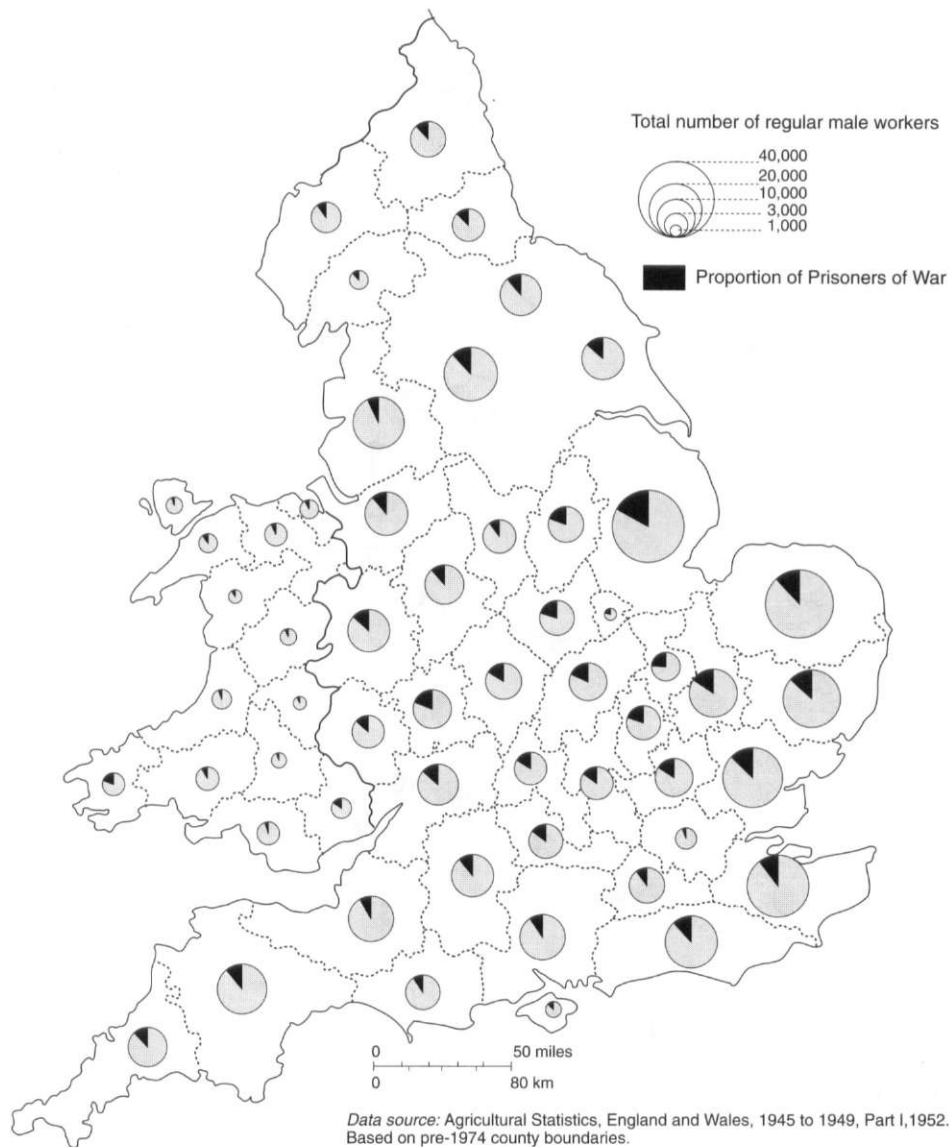 Total number of regular male workers
40,000
20,000
10,000
3,000
1,000
Proportion of Prisoners of War
0 50 miles
0 80 km
Data source: Agricultural Statistics, England and Wales, 1945 to 1949, Part I,1952.
Based on pre-1974 county boundaries.